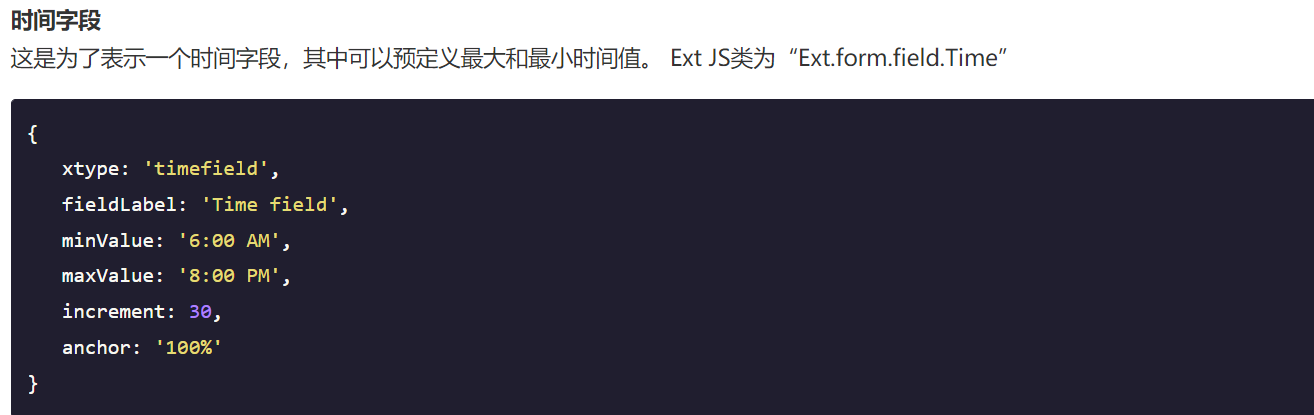 时间字段
这是为了表示一个时间字段，其中可以预定义最大和最小时间值。 Ext JS类为“Ext.form.field.Time”
{
   xtype: 'timefield',
   fieldLabel: 'Time field',
   minValue: '6:00 AM',
   maxValue: '8:00 PM',
   increment: 30,
   anchor: '100%'
}